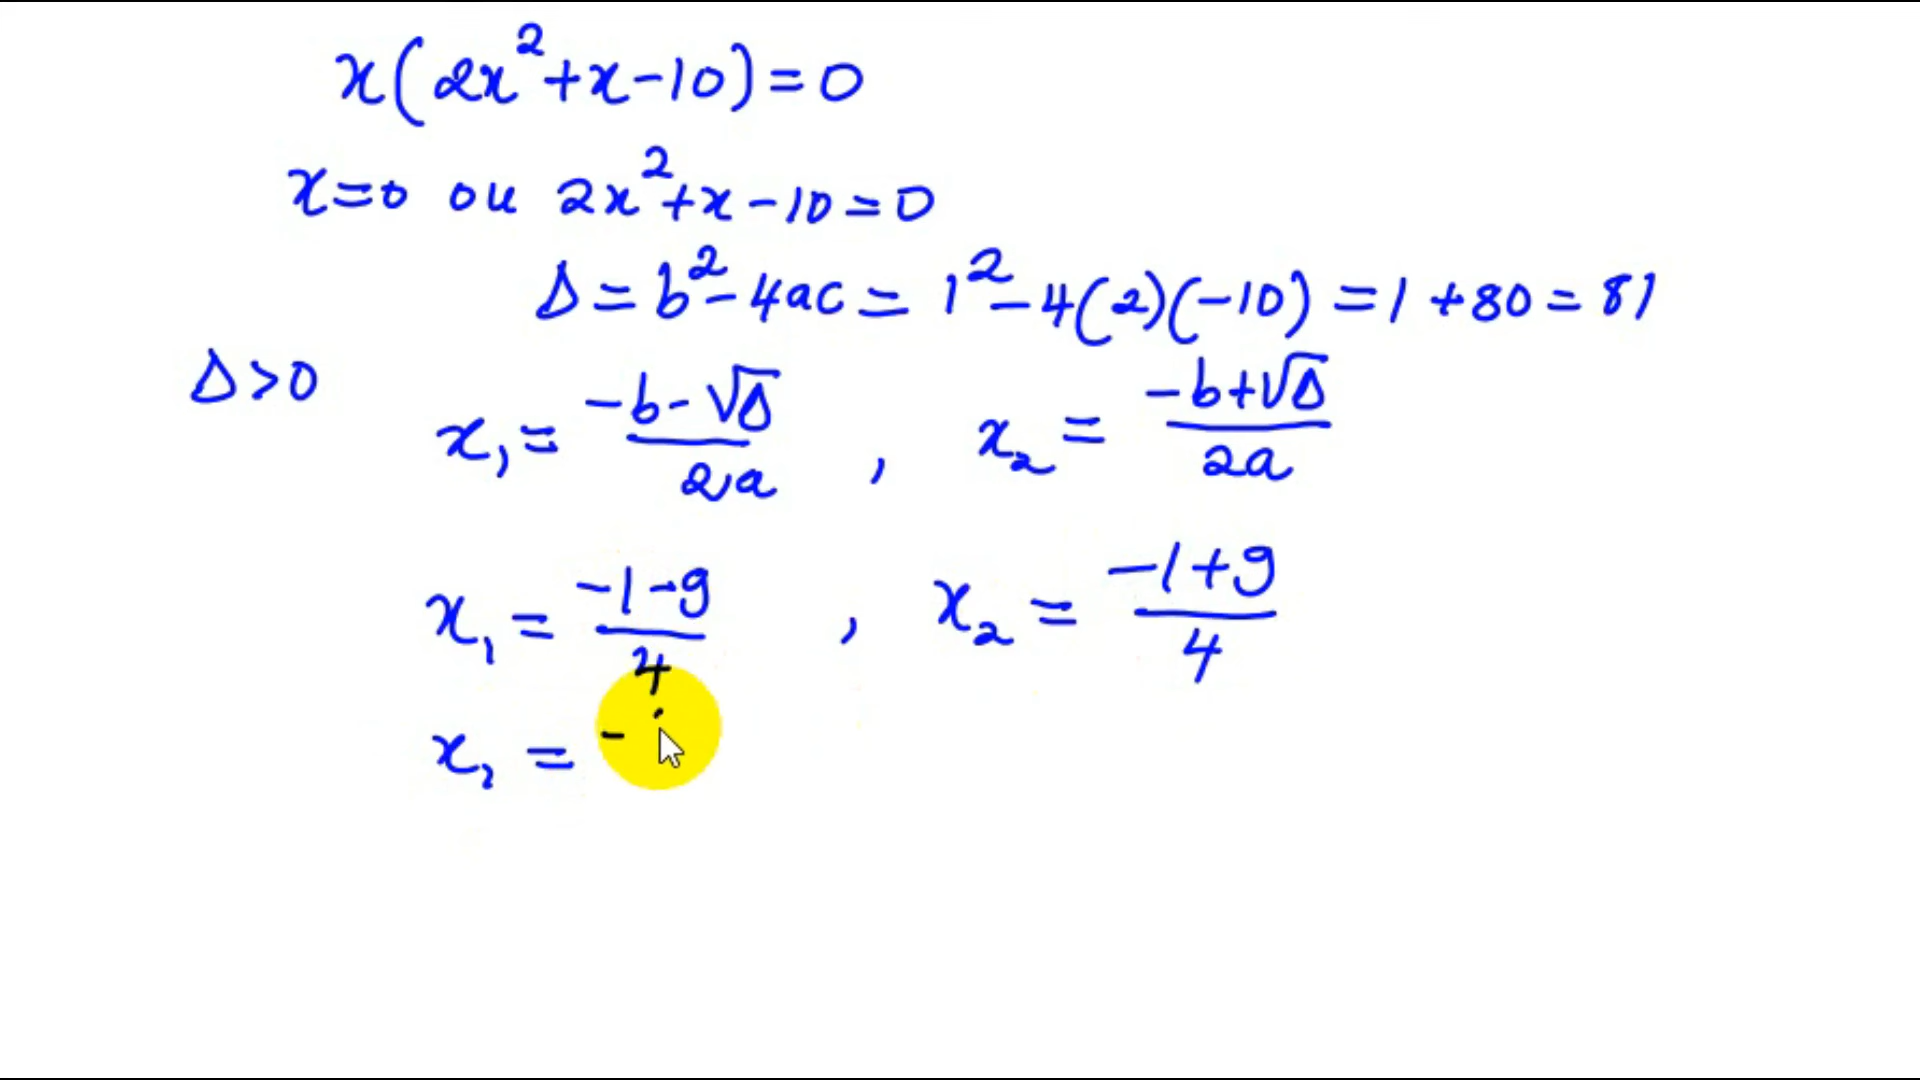 x(2x²+x-10)=0
x=0 ou 2x²+x-10=0
Δ=b²-4ac=1²-4(2)(-10)=1+80=81
Δ>0
x₁=(-b-√Δ)/2a , x₂=(-b+√Δ)/2a
x₁=(-1-9)/4 , x₂=(-1+9)/4
x₁=-